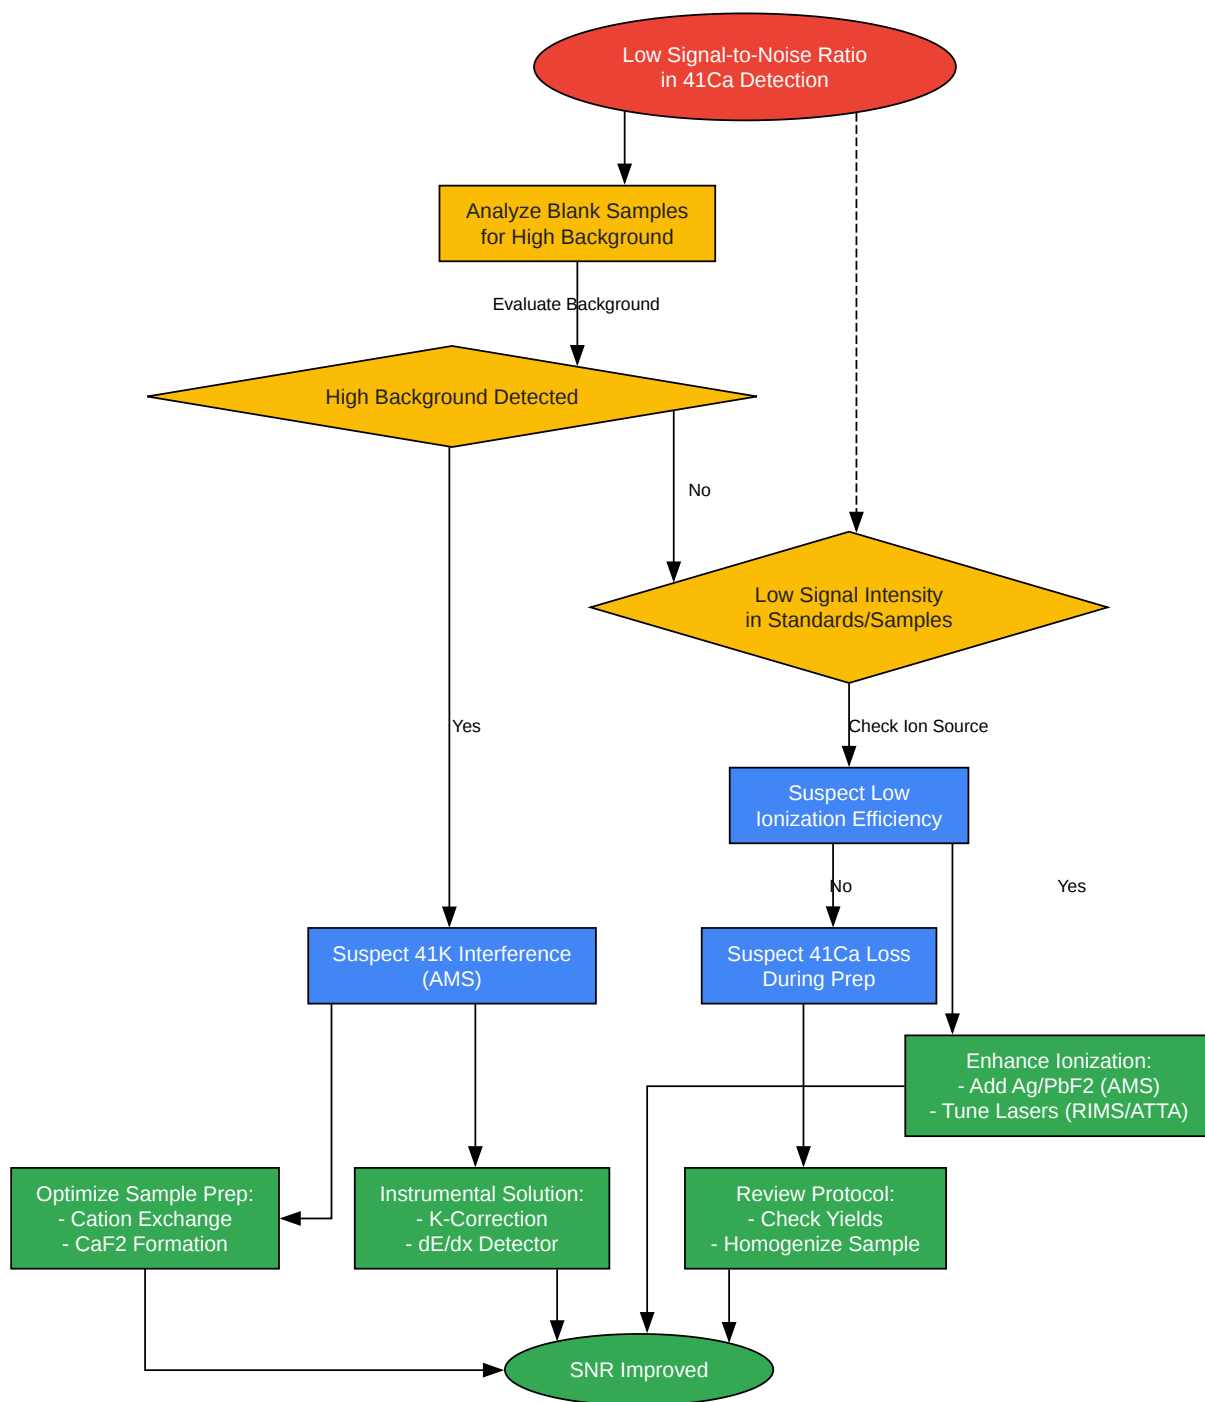 Low Signal-to-Noise Ratio
in 41Ca Detection
Analyze Blank Samples
for High Background
Evaluate Background
High Background Detected
No
Low Signal Intensity
in Standards/Samples
Yes
Check Ion Source
Suspect Low
Ionization Efficiency
No
Yes
Suspect 41K Interference
(AMS)
Suspect 41Ca Loss
During Prep
Enhance Ionization:
- Add Ag/PbF2 (AMS)
- Tune Lasers (RIMS/ATTA)
Optimize Sample Prep:
- Cation Exchange
- CaF2 Formation
Instrumental Solution:
- K-Correction
- dE/dx Detector
Review Protocol:
- Check Yields
- Homogenize Sample
SNR Improved